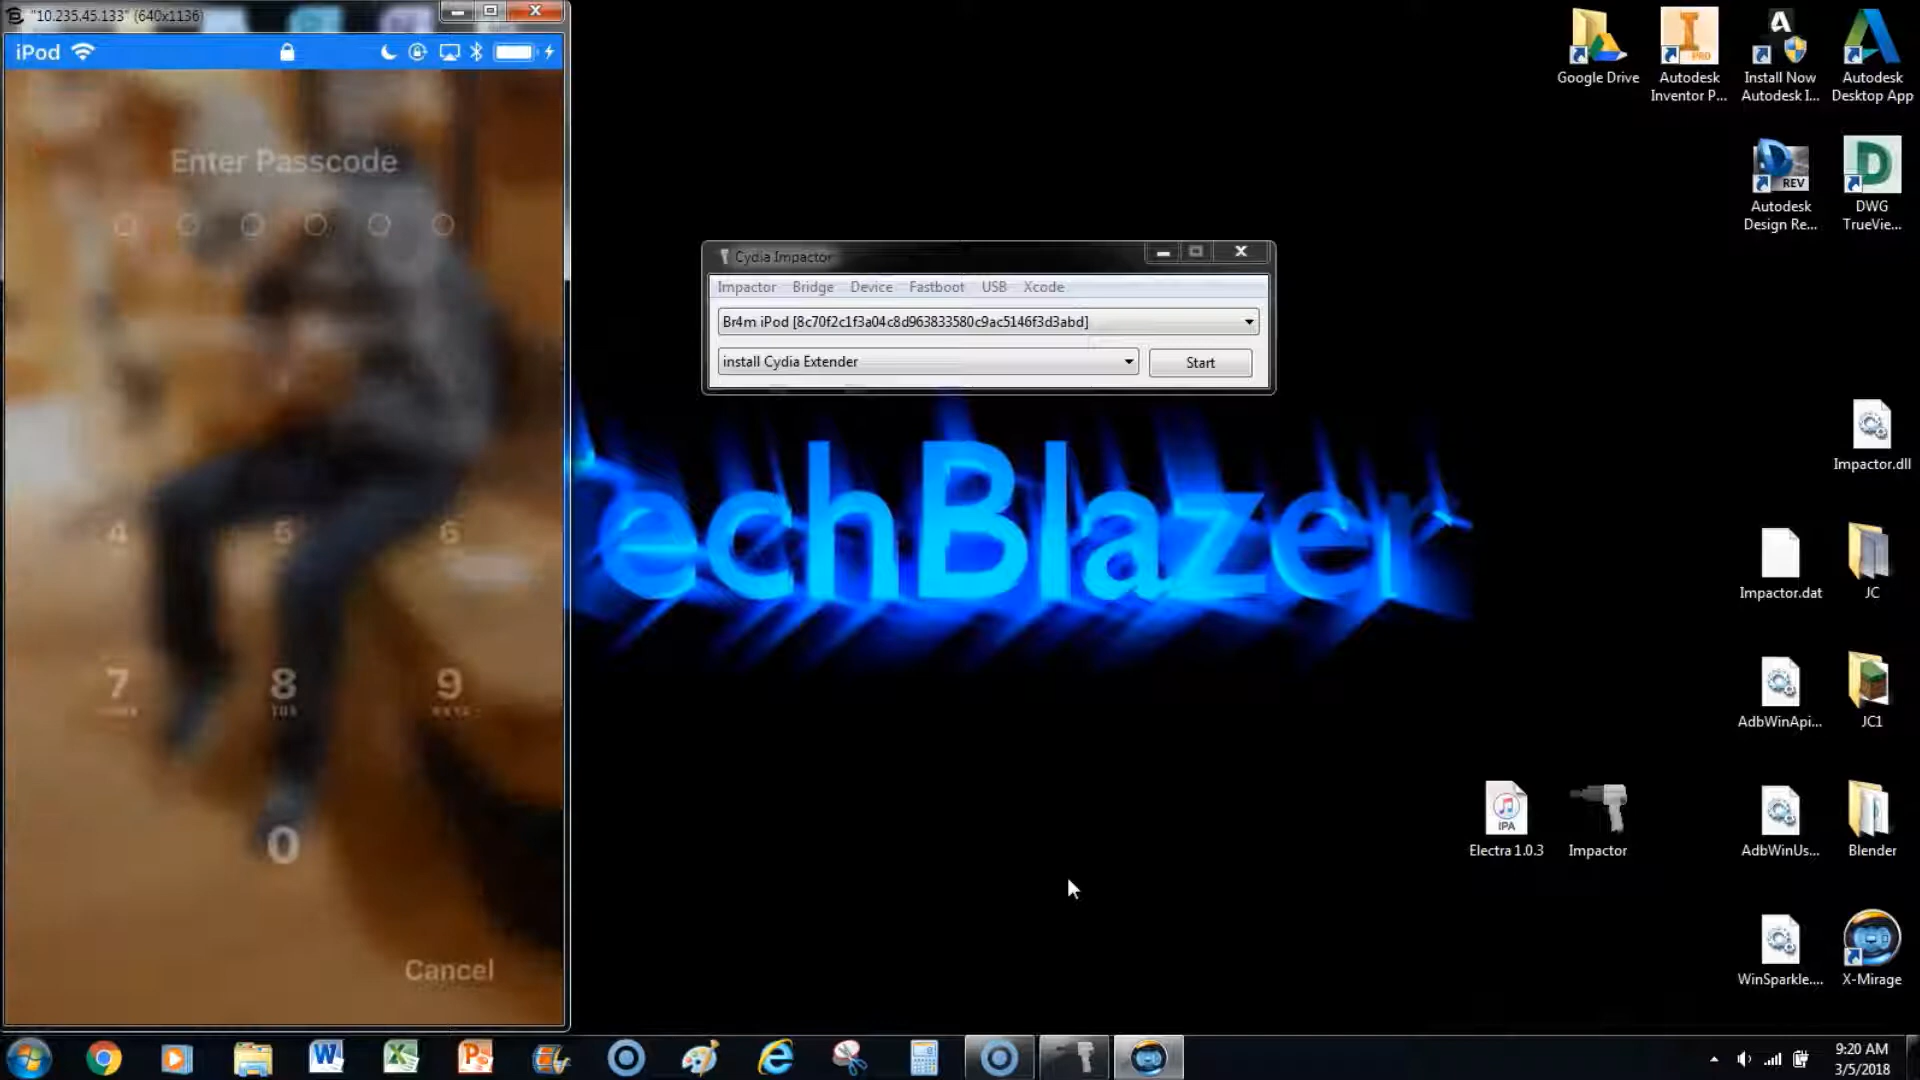 "10.235.45.133" (640x1136)
iPod
Enter Passcode
4 5 6
7 8 9
TUV
0
Cancel
Cydia Impactor
Impactor Bridge Device Fastboot USB Xcode
Br4m iPod [8c70f2c1f3a04c8d963833580c9ac5146f3d3abd]
install Cydia Extender
Start
echBlazer
Google Drive
Autodesk
Inventor P...
Install Now
Autodesk I...
Autodesk
Desktop App
REV
Autodesk
Design Re...
DWG
TrueVie...
Impactor.dll
Impactor.dat
JC
AdbWinApi...
JC1
IPA
Electra 1.0.3
Impactor
AdbWinUs...
Blender
WinSparkle....
X-Mirage
9:20 AM
3/5/2018